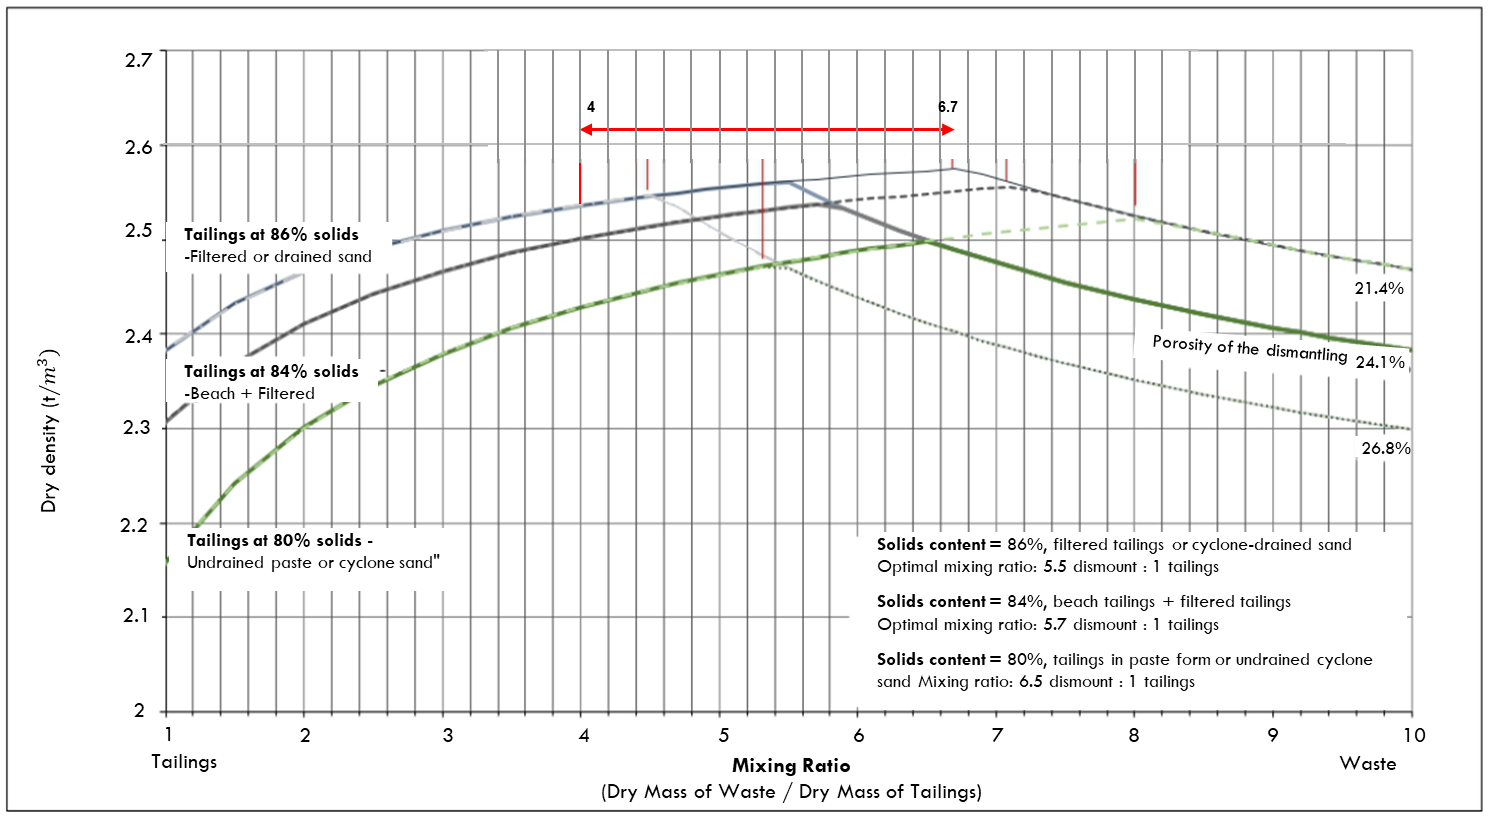 2.7
4
6.7
2.6
2.5
Tailings at 86% solids
-Filtered or drained sand
21.4%
2.4
Porosity of the dismantling
24.1%
Tailings at 84% solids
-Beach + Filtered
Dry density (t/m³)
2.3
26.8%
2.2
Tailings at 80% solids -
Undrained paste or cyclone sand"
Solids content = 86%, filtered tailings or cyclone-drained sand
Optimal mixing ratio: 5.5 dismount : 1 tailings
Solids content = 84%, beach tailings + filtered tailings
Optimal mixing ratio: 5.7 dismount : 1 tailings
Solids content = 80%, tailings in paste form or undrained cyclone
sand Mixing ratio: 6.5 dismount : 1 tailings
2.1
2
1 2 3 4 5 6 7 8 9 10
Tailings
Mixing Ratio
Waste
(Dry Mass of Waste / Dry Mass of Tailings)